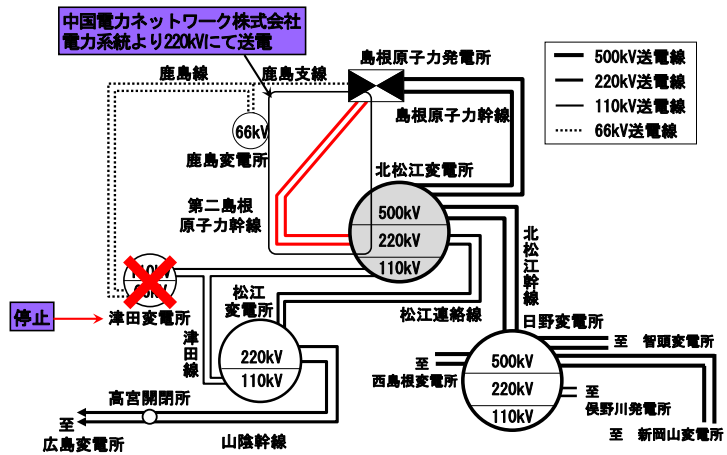 中国電力ネットワーク株式会社
電力系統より220kVにて送電
鹿島線
鹿島支線
島根原子力発電所
500kV送電線
220kV送電線
110kV送電線
66kV送電線
島根原子力幹線
66kV
鹿島変電所
北松江変電所
第二島根
原子力幹線
500kV
220kV
110kV
北松江幹線
110kV
66kV
停止
津田変電所
津田線
松江
変電所
松江連絡線
日野変電所
220kV
110kV
500kV
220kV
110kV
至 智頭変電所
至
西島根変電所
至
俣野川発電所
至 新岡山変電所
高宮開閉所
至
広島変電所
山陰幹線